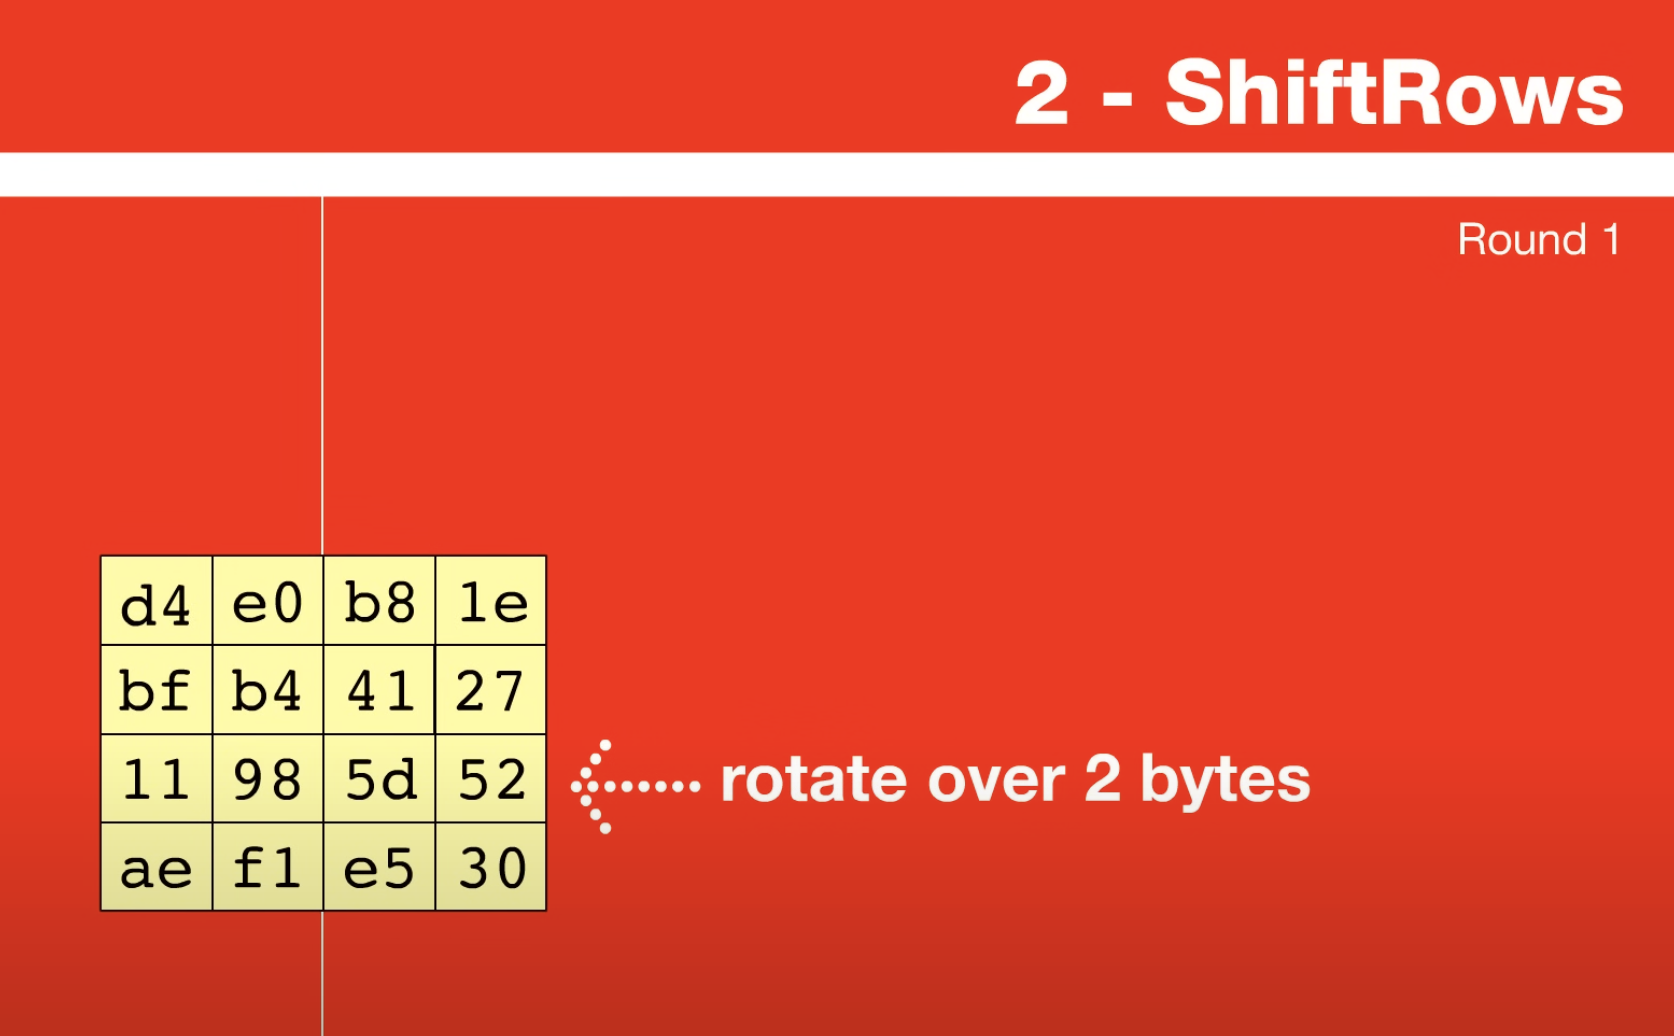 2 - ShiftRows
Round 1
d4 e0 b8 1e
bf b4 41 27
11 98 5d 52
rotate over 2 bytes
ae f1 e5 30